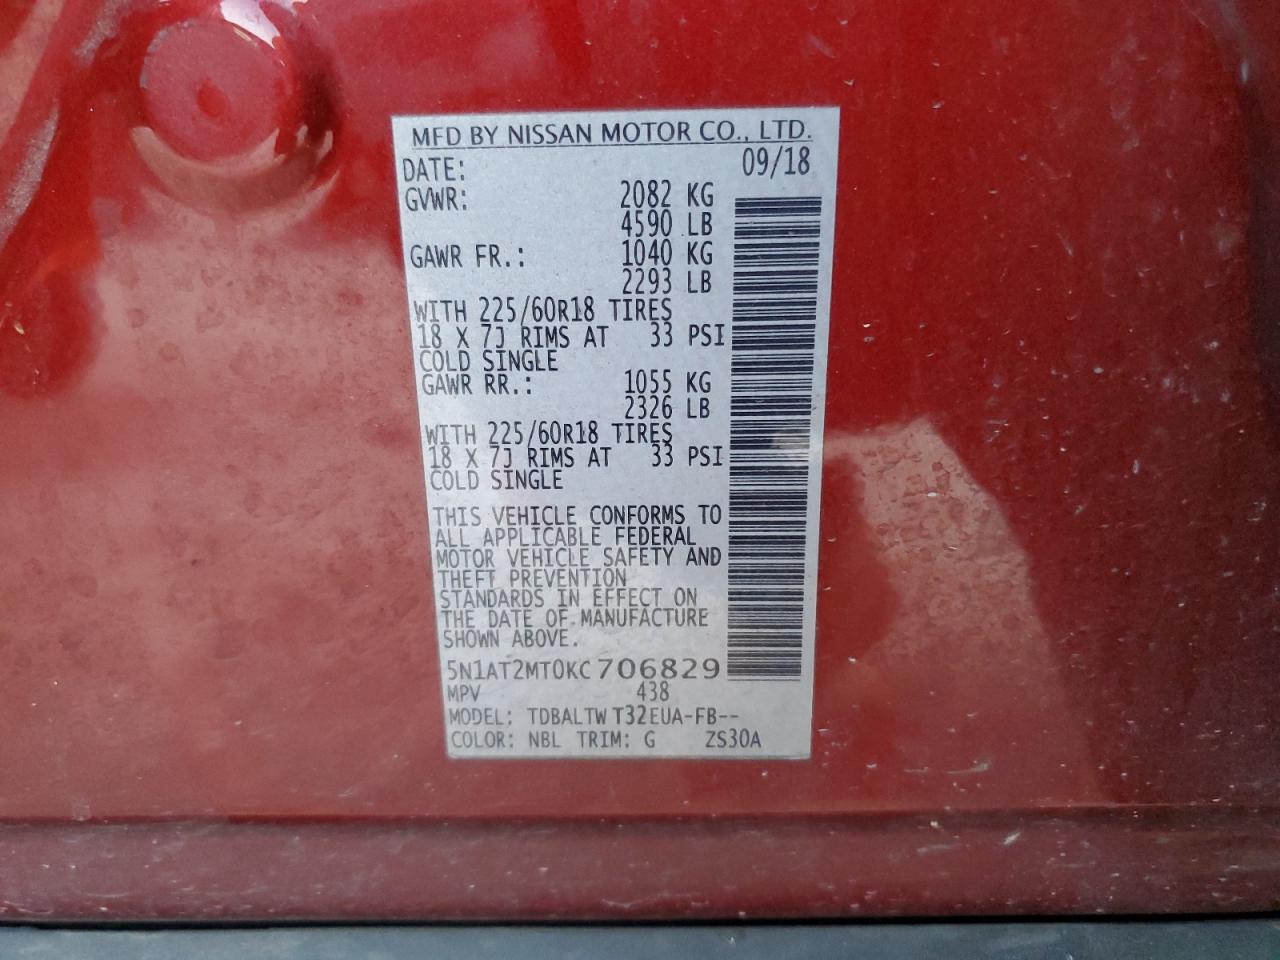 MFD BY NISSAN MOTOR CO., LTD.
DATE: 09/18
GVWR: 2082 KG
4590 LB
GAWR FR.: 1040 KG
2293 LB
WITH 225/60R18 TIRES
18 X 7J RIMS AT 33 PSI
COLD SINGLE
GAWR RR.: 1055 KG
2326 LB
WITH 225/60R18 TIRES
18 X 7J RIMS AT 33 PSI
COLD SINGLE
THIS VEHICLE CONFORMS TO
ALL APPLICABLE FEDERAL
MOTOR VEHICLE SAFETY AND
THEFT PREVENTION
STANDARDS IN EFFECT ON
THE DATE OF MANUFACTURE
SHOWN ABOVE.
5N1AT2MT0KC706829
MPV 438
MODEL: TDBALTW T32EUA-FB--
COLOR: NBL TRIM: G ZS30A